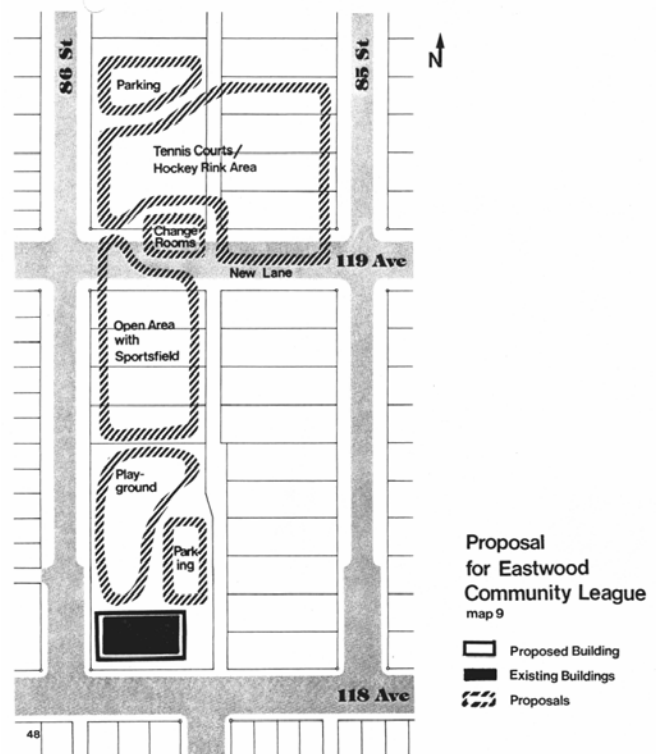 86 St
85 St
N
Parking
Tennis Courts/
Hockey Rink Area
Change
Rooms
119 Ave
New Lane
Open Area
with
Sportsfield
Play-
ground
Park-
ing
118 Ave
48
Proposal
for Eastwood
Community League
map 9
Proposed Building
Existing Buildings
Proposals